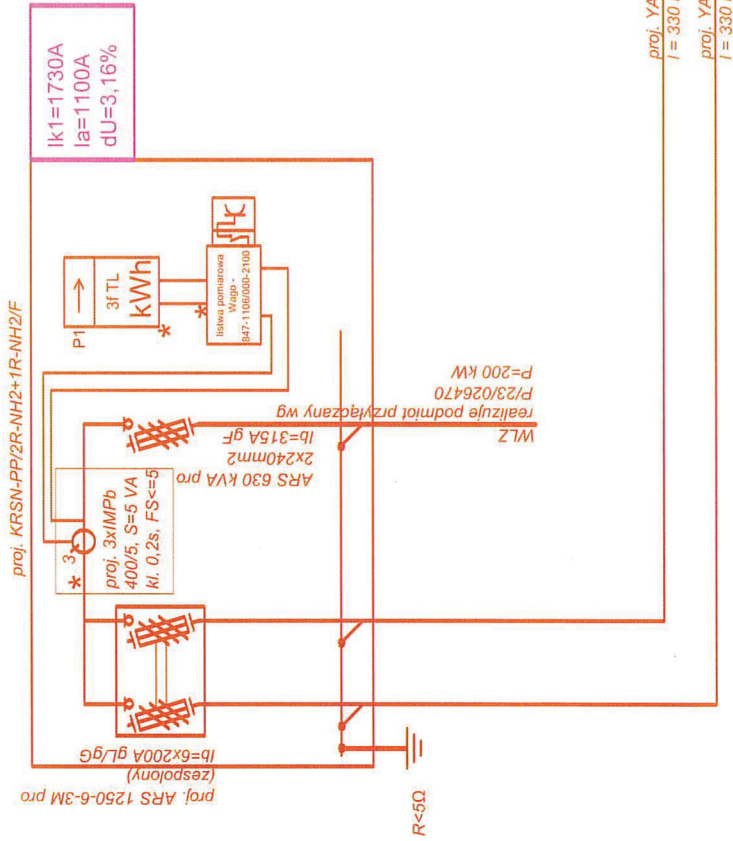 proj. KRSN-PP/2R-NH2+1R-NH2/F
Ik1=1730A
Ia=1100A
dU=3,16%
P1
3f TL
kWh
*
*
listwa pomiarowa
Wago -
847-1106/000-2100
* 3
proj. 3xIMPb
400/5, S=5 VA
kl. 0,2s, FS<=5
ARS 630 kVA pro
2x240mm2
Ib=315A gF
WLZ
realizuje podmiot przyłączany wg
P/23/026470
P=200 kW
proj. ARS 1250-6-3M pro
(zespolony)
Ib=6x200A gL/gG
R<5Ω
proj. YA
l = 330
proj. YA
l = 330